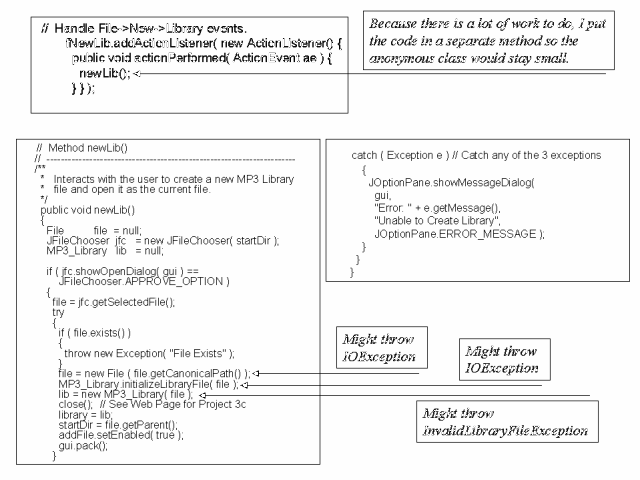 // Handle File->New->Library events.
fNewLib.addActionListener( new ActionListener() {
public void actionPerformed( ActionEvent ae ) {
newLib();
} } );
Because there is a lot of work to do, I put
the code in a separate method so the
anonymous class would stay small.
// Method newLib()
// ----------------------------------------------------------------------
/**
* Interacts with the user to create a new MP3 Library
* file and open it as the current file.
*/
public void newLib()
{
File file = null;
JFileChooser jfc = new JFileChooser( startDir );
MP3_Library lib = null;
if ( jfc.showOpenDialog( gui ) ==
JFileChooser.APPROVE_OPTION )
{
file = jfc.getSelectedFile();
try
{
if ( file.exists() )
{
throw new Exception( "File Exists" );
}
file = new File ( file.getCanonicalPath() );
MP3_Library.initializeLibraryFile( file );
lib = new MP3_Library( file );
close(); // See Web Page for Project 3c
library = lib;
startDir = file.getParent();
addFile.setEnabled( true );
gui.pack();
}
catch ( Exception e ) // Catch any of the 3 exceptions
{
JOptionPane.showMessageDialog(
gui,
"Error: " + e.getMessage(),
"Unable to Create Library",
JOptionPane.ERROR_MESSAGE );
}
}
}
Might throw
IOException
Might throw
IOException
Might throw
InvalidLibraryFileException